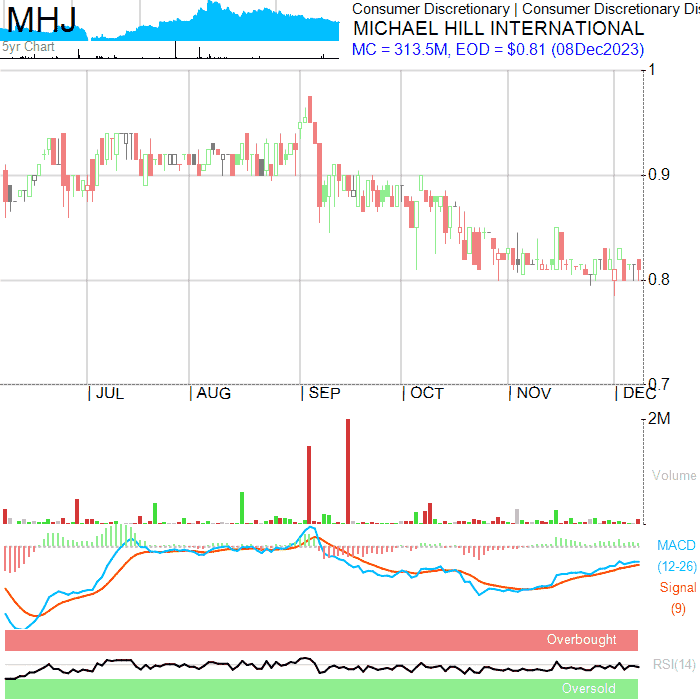 MHJ
5yr Chart
Consumer Discretionary | Consumer Discretionary Dis
MICHAEL HILL INTERNATIONAL
MC = 313.5M, EOD = $0.81 (08Dec2023)
1
0.9
0.8
0.7
| JUL | AUG | SEP | OCT | NOV | DEC
2M
Volume
MACD
(12-26)
Signal
(9)
Overbought
RSI(14)
Oversold